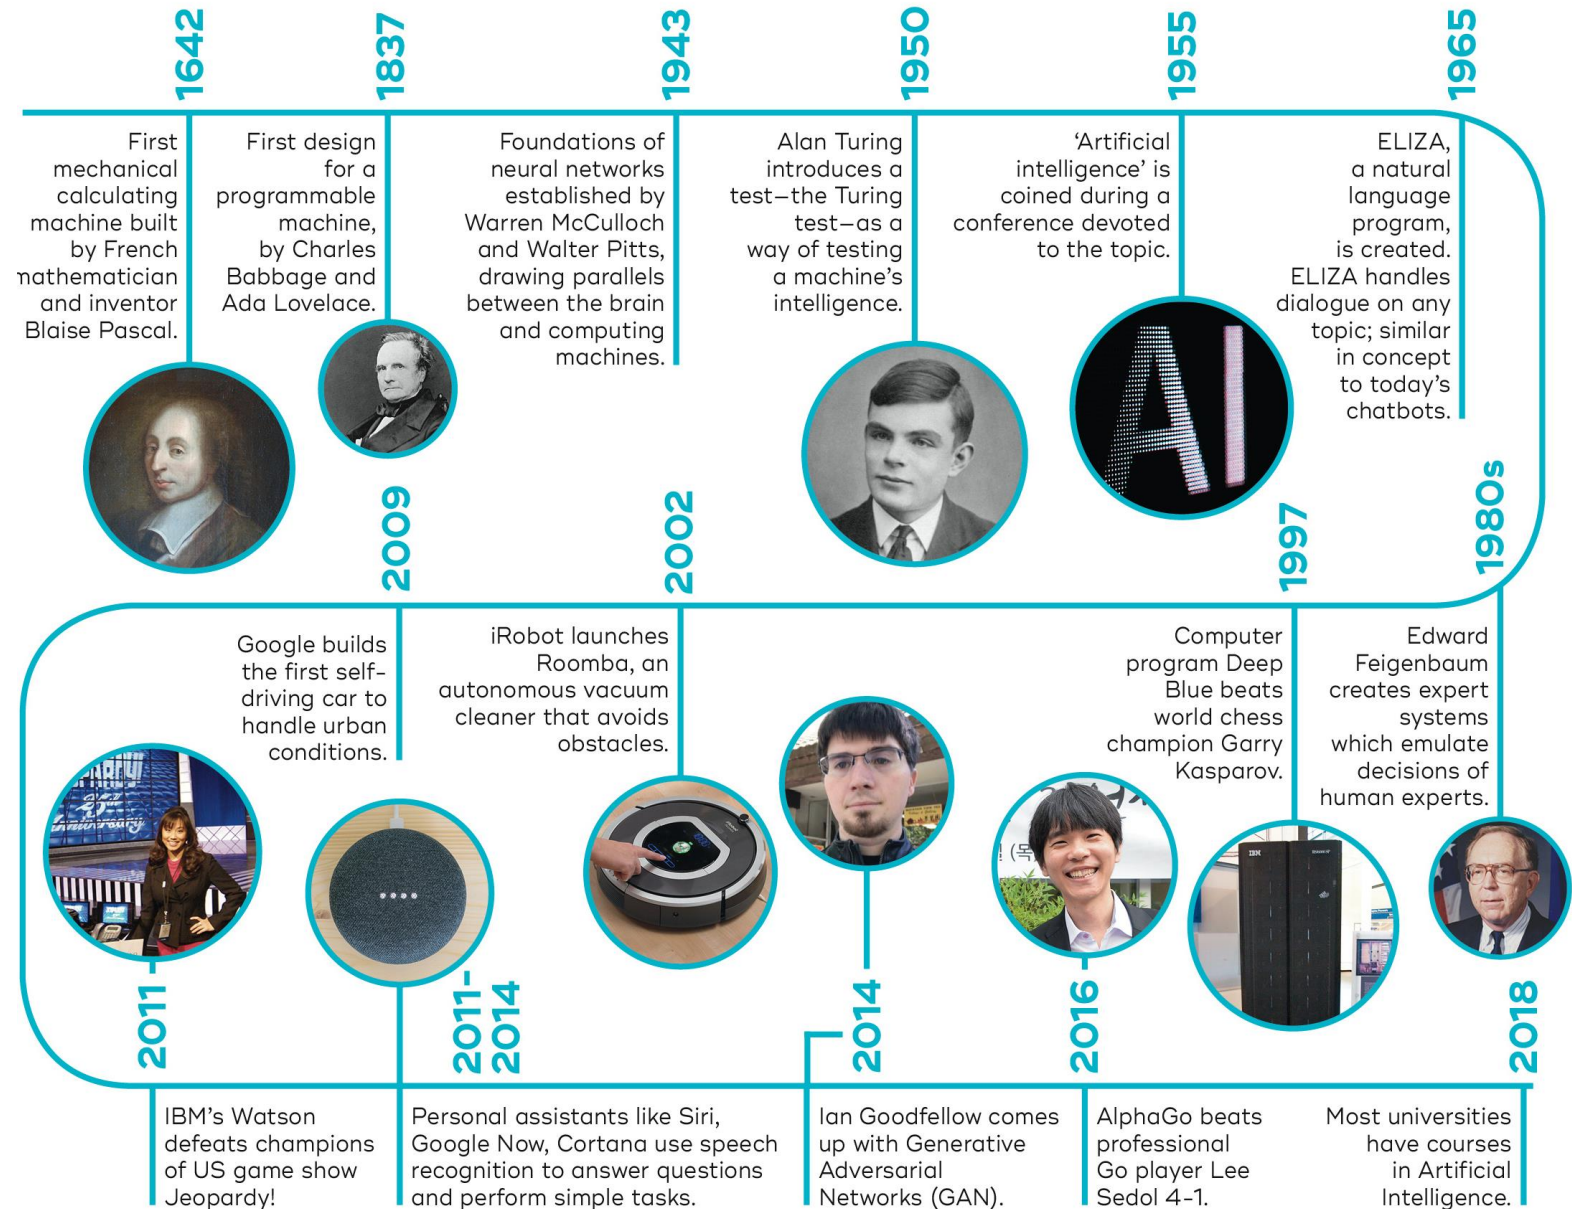 1642
First
mechanical
calculating
machine built
by French
mathematician
and inventor
Blaise Pascal.
1837
First design
for a
programmable
machine,
by Charles
Babbage and
Ada Lovelace.
1943
Foundations of
neural networks
established by
Warren McCulloch
and Walter Pitts,
drawing parallels
between the brain
and computing
machines.
1950
Alan Turing
introduces a
test–the Turing
test–as a
way of testing
a machine’s
intelligence.
1955
‘Artificial
intelligence’ is
coined during a
conference devoted
to the topic.
AI
1965
ELIZA,
a natural
language
program,
is created.
ELIZA handles
dialogue on any
topic; similar
in concept
to today’s
chatbots.
1980s
Edward
Feigenbaum
creates expert
systems
which emulate
decisions of
human experts.
1997
Computer
program Deep
Blue beats
world chess
champion Garry
Kasparov.
IBM
2002
iRobot launches
Roomba, an
autonomous vacuum
cleaner that avoids
obstacles.
2009
Google builds
the first self-
driving car to
handle urban
conditions.
2011
IBM’s Watson
defeats champions
of US game show
Jeopardy!
Anniversary
2011-
2014
Personal assistants like Siri,
Google Now, Cortana use speech
recognition to answer questions
and perform simple tasks.
2014
Ian Goodfellow comes
up with Generative
Adversarial
Networks (GAN).
2016
AlphaGo beats
professional
Go player Lee
Sedol 4-1.
(목
2018
Most universities
have courses
in Artificial
Intelligence.